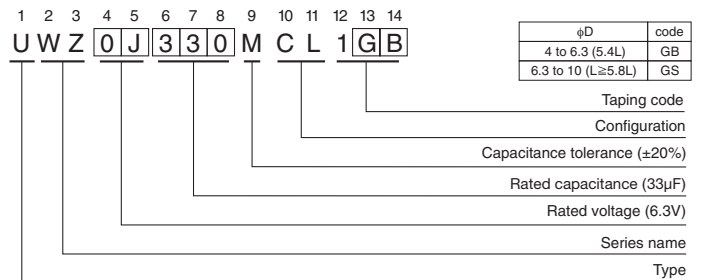 1 2 3 4 5 6 7 8 9 10 11 12 13 14
U W Z 0 J 3 3 0 M C L 1 G B
φD code
4 to 6.3 (5.4L) GB
6.3 to 10 (L≧5.8L) GS
Taping code
Configuration
Capacitance tolerance (±20%)
Rated capacitance (33µF)
Rated voltage (6.3V)
Series name
Type